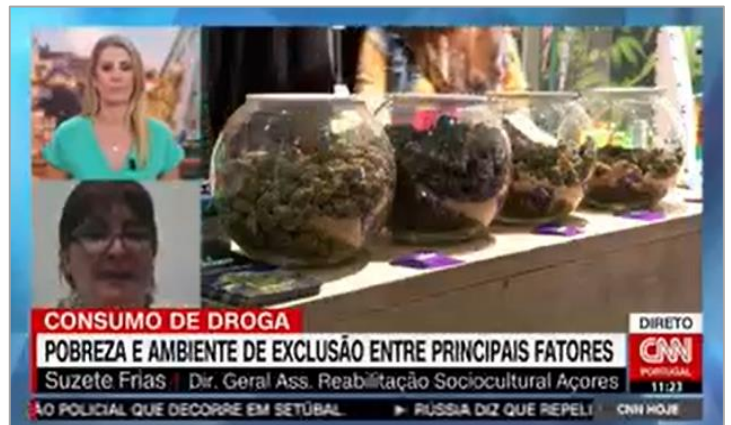 CONSUMO DE DROGA
DIRETO
POBREZA E AMBIENTE DE EXCLUSÃO ENTRE PRINCIPAIS FATORES
CNN
PORTUGAL
Suzete Frias Dir. Geral Ass. Reabilitação Sociocultural Açores
11:23
ÃO POLICIAL QUE DECORRE EM SETÚBAL. ► RÚSSIA DIZ QUE REPELI
CNN HOJE